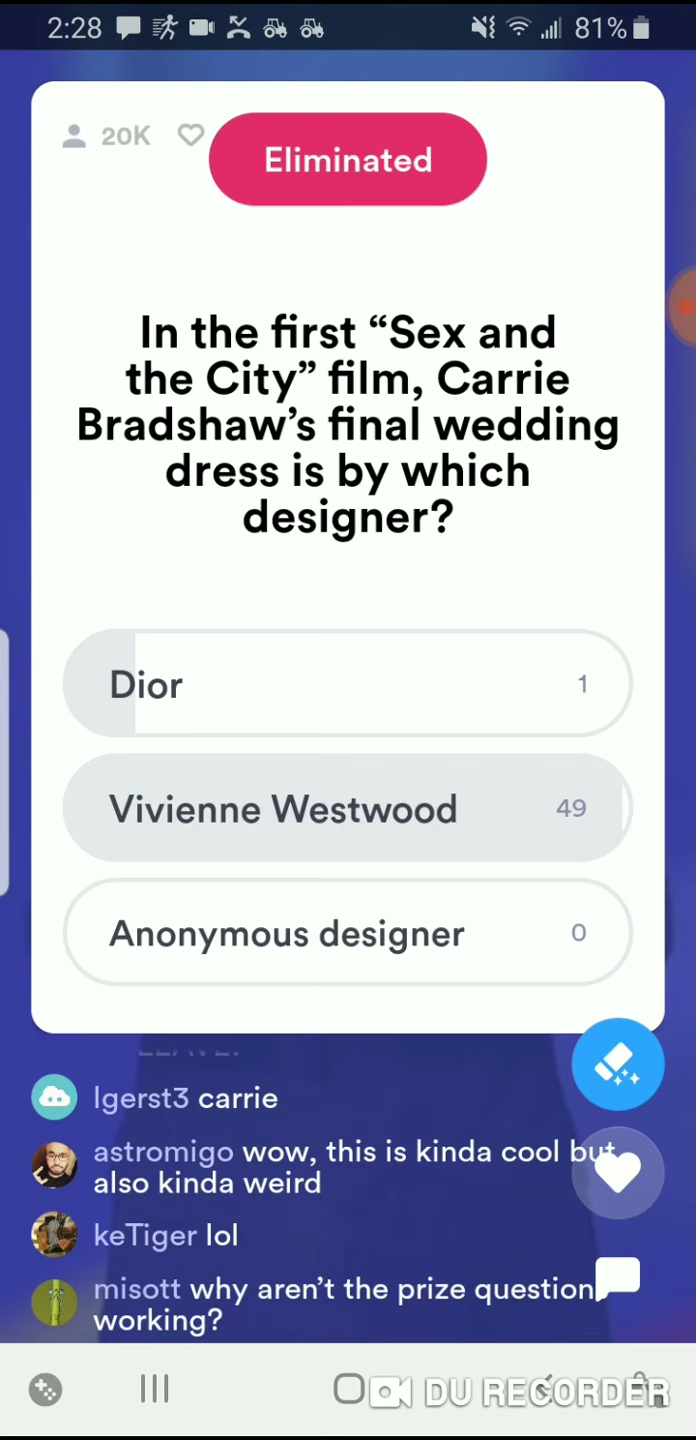 2:28 81%
20K
Eliminated
In the first “Sex and
the City” film, Carrie
Bradshaw’s final wedding
dress is by which
designer?
Dior 1
Vivienne Westwood 49
Anonymous designer 0
lgerst3 carrie
astromigo wow, this is kinda cool but
also kinda weird
keTiger lol
misott why aren’t the prize question
working?
DU RECORDER